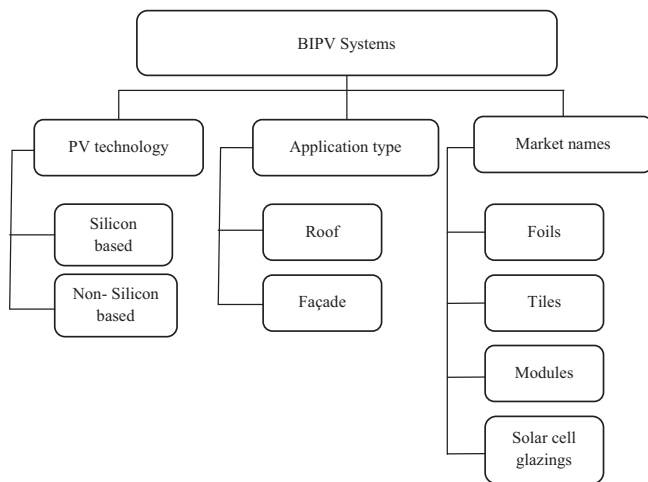 BIPV Systems
PV technology
Application type
Market names
Silicon
based
Non- Silicon
based
Roof
Façade
Foils
Tiles
Modules
Solar cell
glazings